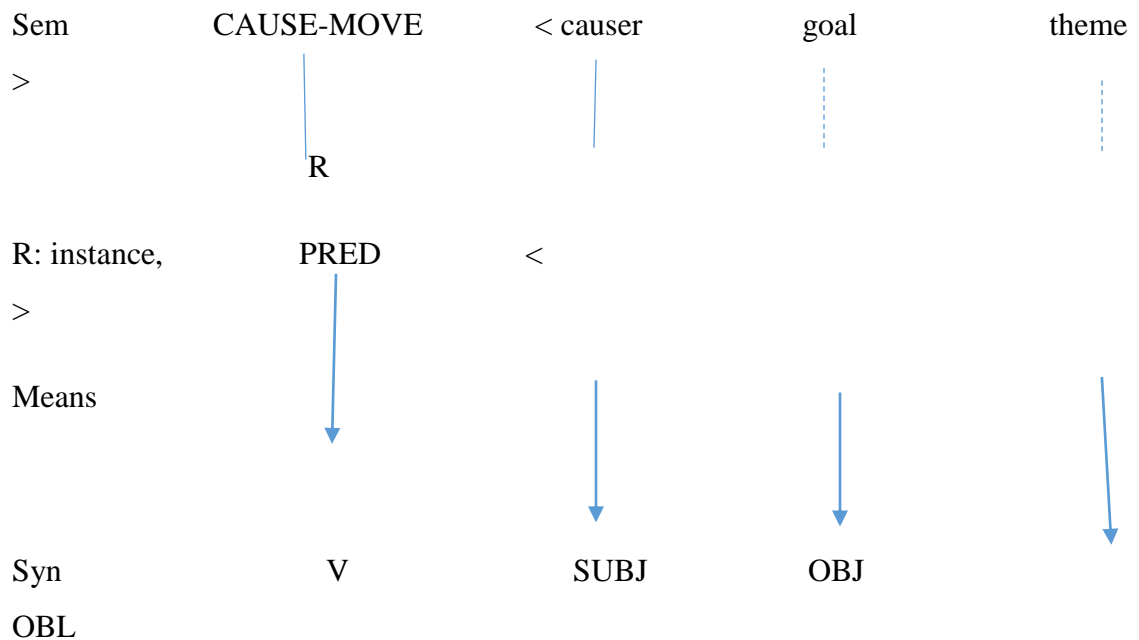 Sem CAUSE-MOVE < causer goal theme
>
R
R: instance, PRED <
>
Means
Syn V SUBJ OBJ
OBL